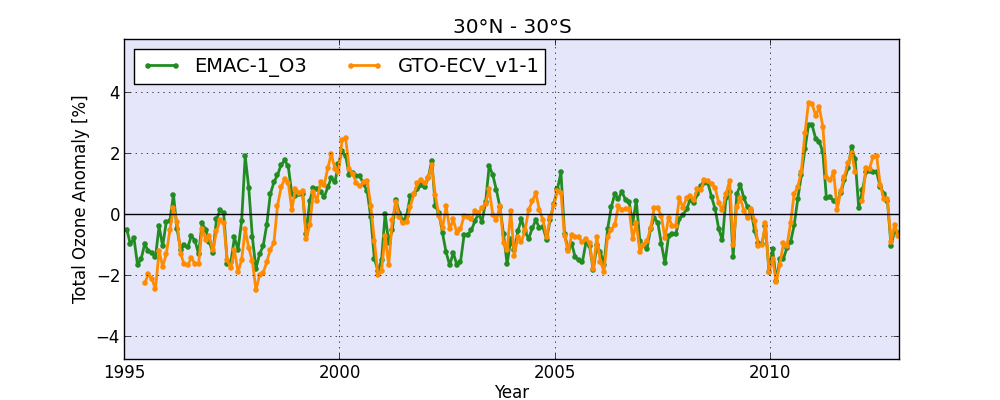 30°N - 30°S
EMAC-1_O3
GTO-ECV_v1-1
Total Ozone Anomaly [%]
4
2
0
−2
−4
1995
2000
2005
2010
Year